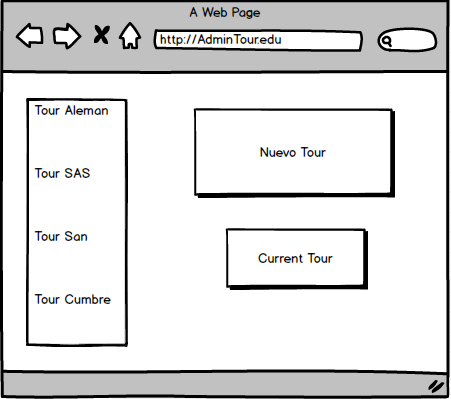 A Web Page
http://AdminTour.edu
Tour Aleman
Tour SAS
Tour San
Tour Cumbre
Nuevo Tour
Current Tour